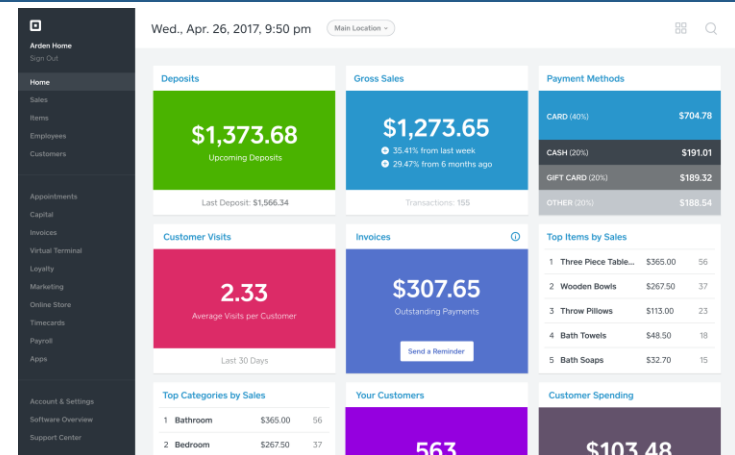 Wed., Apr. 26, 2017, 9:50 pm
Main Location
Arden Home
Sign Out
Home
Sales
Items
Employees
Customers
Appointments
Capital
Invoices
Virtual Terminal
Loyalty
Marketing
Online Store
Timecards
Payroll
Apps
Account & Settings
Software Overview
Support Center
Deposits
$1,373.68
Upcoming Deposits
Last Deposit: $1,566.34
Gross Sales
$1,273.65
35.41% from last week
29.47% from 6 months ago
Transactions: 155
Payment Methods
CARD (40%) $704.78
CASH (20%) $191.01
GIFT CARD (20%) $189.32
OTHER (20%) $188.54
Customer Visits
2.33
Average Visits per Customer
Last 30 Days
Invoices
$307.65
Outstanding Payments
Send a Reminder
Top Items by Sales
1 Three Piece Table... $365.00 56
2 Wooden Bowls $267.50 37
3 Throw Pillows $113.00 23
4 Bath Towels $48.50 18
5 Bath Soaps $32.70 15
Top Categories by Sales
1 Bathroom $365.00 56
2 Bedroom $267.50 37
Your Customers
563
Customer Spending
$103.48